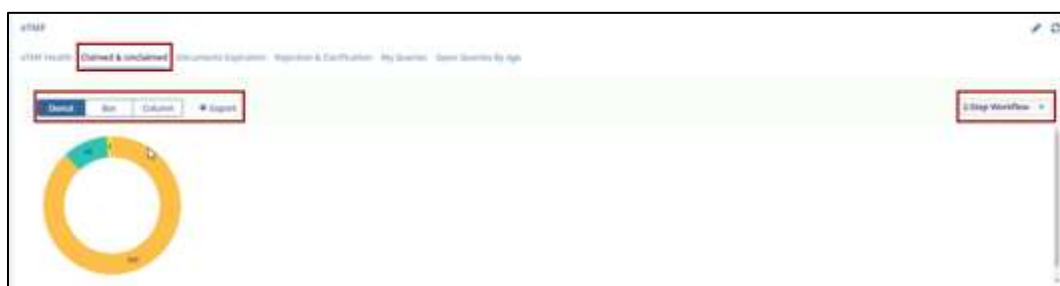 eTMF
eTMF Health Claimed & Unclaimed Documents Expiration Rejection & Clarification My Queries Open Queries By Age
Donut Bar Column Export
2 Step Workflow